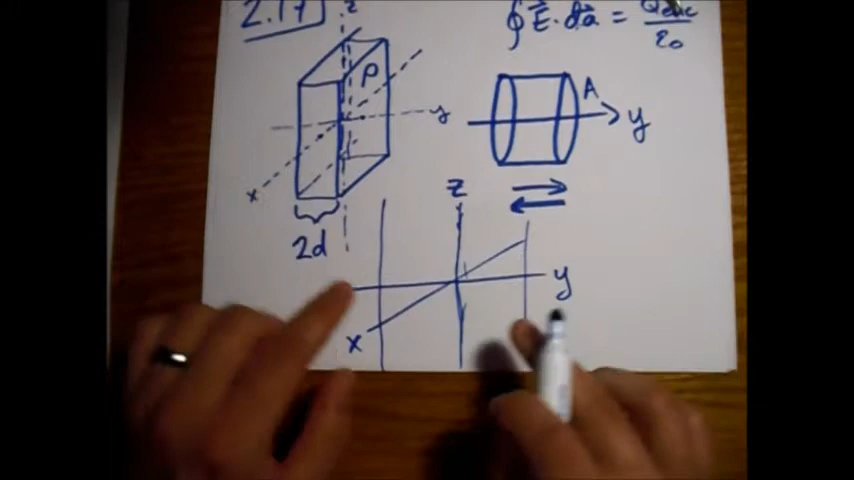 2.17
∮E⃗·da⃗ = Qenc/ε₀
z
ρ
y
x
2d
A
y
z
y
x